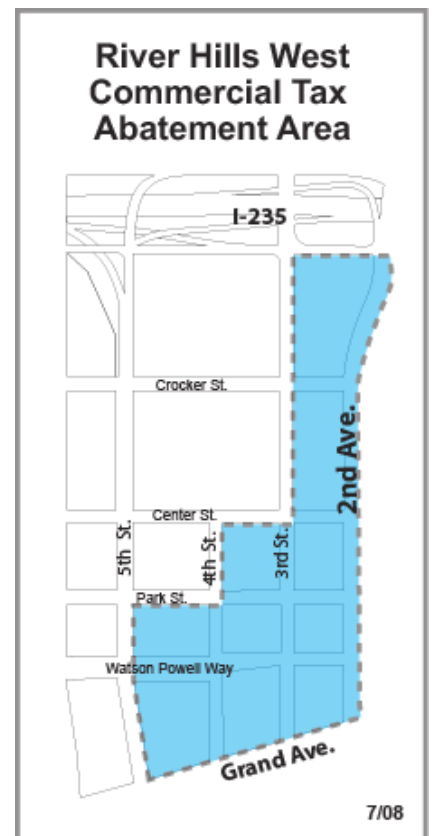 River Hills West
Commercial Tax
Abatement Area
I-235
Crocker St.
2nd Ave.
Center St.
5th St.
4th St.
3rd St.
Park St.
Watson Powell Way
Grand Ave.
7/08